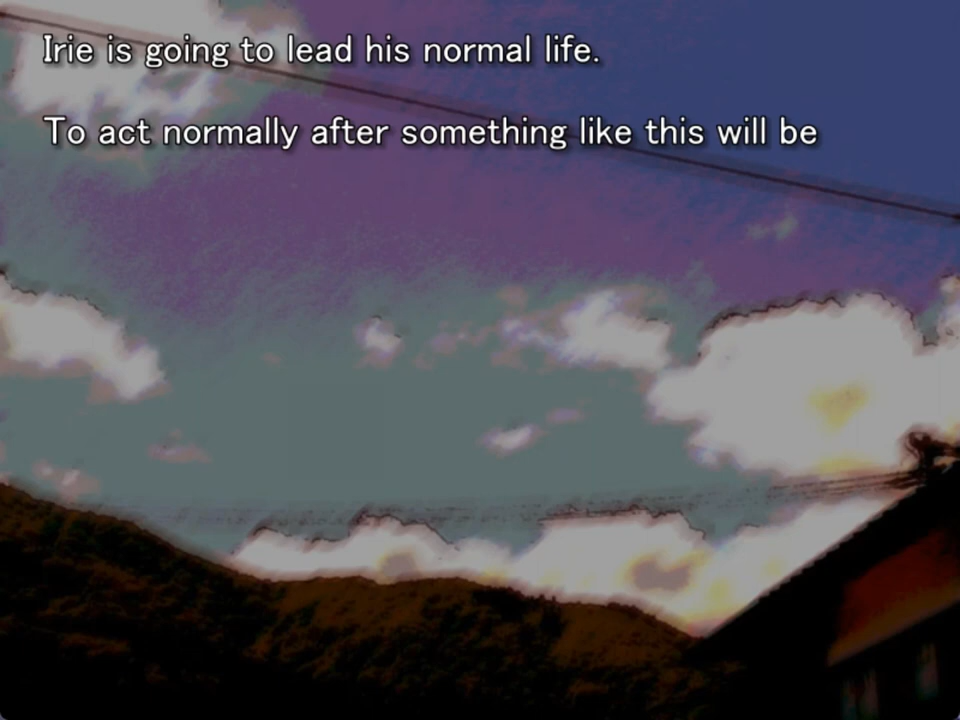 Irie is going to lead his normal life.
To act normally after something like this will be